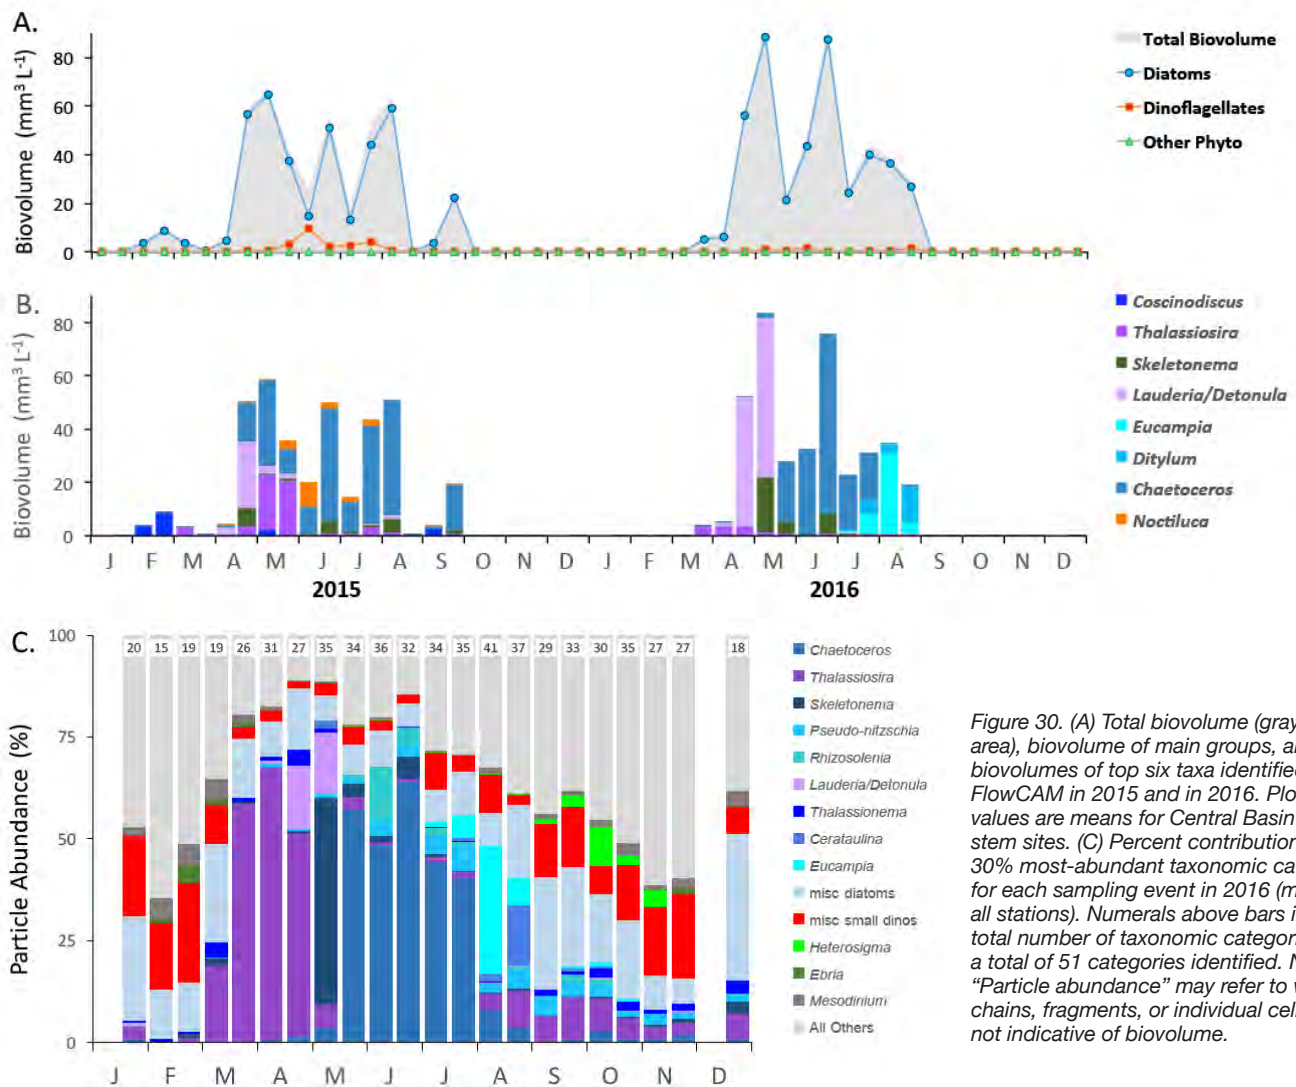 A.
Biovolume (mm³ L⁻¹)
80
60
40
20
0
Total Biovolume
Diatoms
Dinoflagellates
Other Phyto
B.
Biovolume (mm³ L⁻¹)
80
60
40
20
0
Coscinodiscus
Thalassiosira
Skeletonema
Lauderia/Detonula
Eucampia
Ditylum
Chaetoceros
Noctiluca
J F M A M J J A S O N D J F M A M J J A S O N D
2015 2016
C.
Particle Abundance (%)
100
75
50
25
0
20 15 19 19 26 31 27 35 34 36 32 34 35 41 37 29 33 30 35 27 27 18
J F M A M J J A S O N D
Chaetoceros
Thalassiosira
Skeletonema
Pseudo-nitzschia
Rhizosolenia
Lauderia/Detonula
Thalassionema
Cerataulina
Eucampia
misc diatoms
misc small dinos
Heterosigma
Ebria
Mesodinium
All Others
Figure 30. (A) Total biovolume (gray
area), biovolume of main groups, a
biovolumes of top six taxa identified
FlowCAM in 2015 and in 2016. Plo
values are means for Central Basin
stem sites. (C) Percent contribution
30% most-abundant taxonomic ca
for each sampling event in 2016 (m
all stations). Numerals above bars i
total number of taxonomic categor
a total of 51 categories identified. N
"Particle abundance" may refer to v
chains, fragments, or individual cell
not indicative of biovolume.